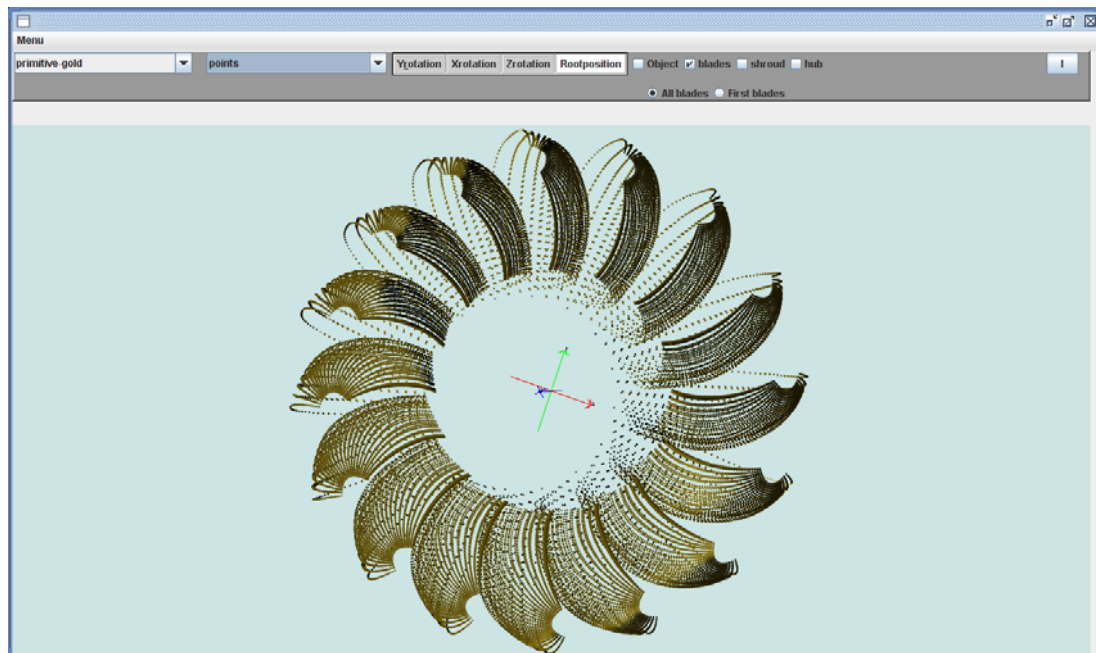 Menu
primitive-gold points Yrotation Xrotation Zrotation Rootposition Object blades shroud hub I
All blades First blades